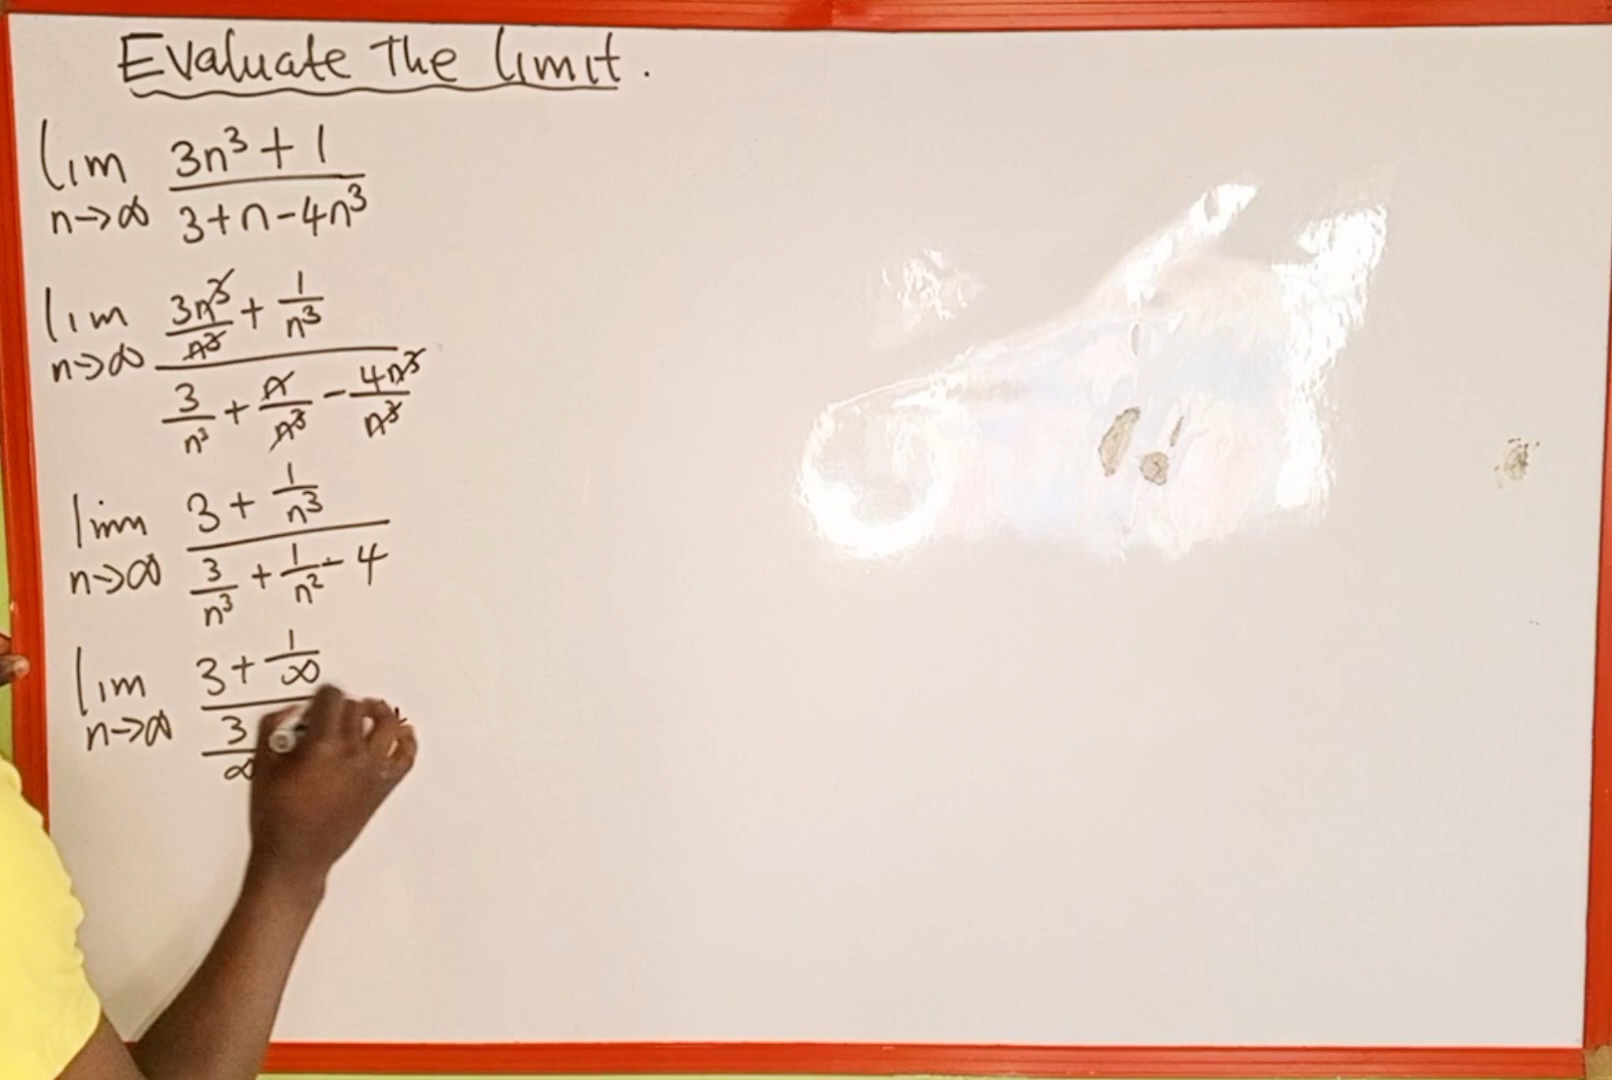 Evaluate The limit.
lim n→∞ (3n³ + 1)/(3 + n - 4n³)
lim n→∞ (3n³/n³ + 1/n³)/(3/n³ + n/n³ - 4n³/n³)
lim n→∞ (3 + 1/n³)/(3/n³ + 1/n² - 4)
lim n→∞ (3 + 1/∞)/(3/∞